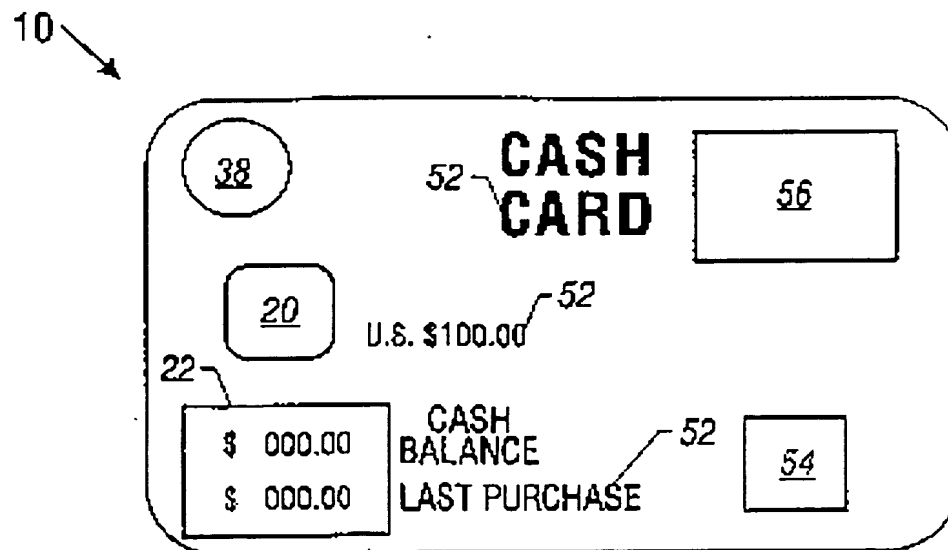 10
38
52
CASH
CARD
56
20
U.S. $100.00
52
22
$ 000.00
CASH
BALANCE
52
$ 000.00
LAST PURCHASE
54